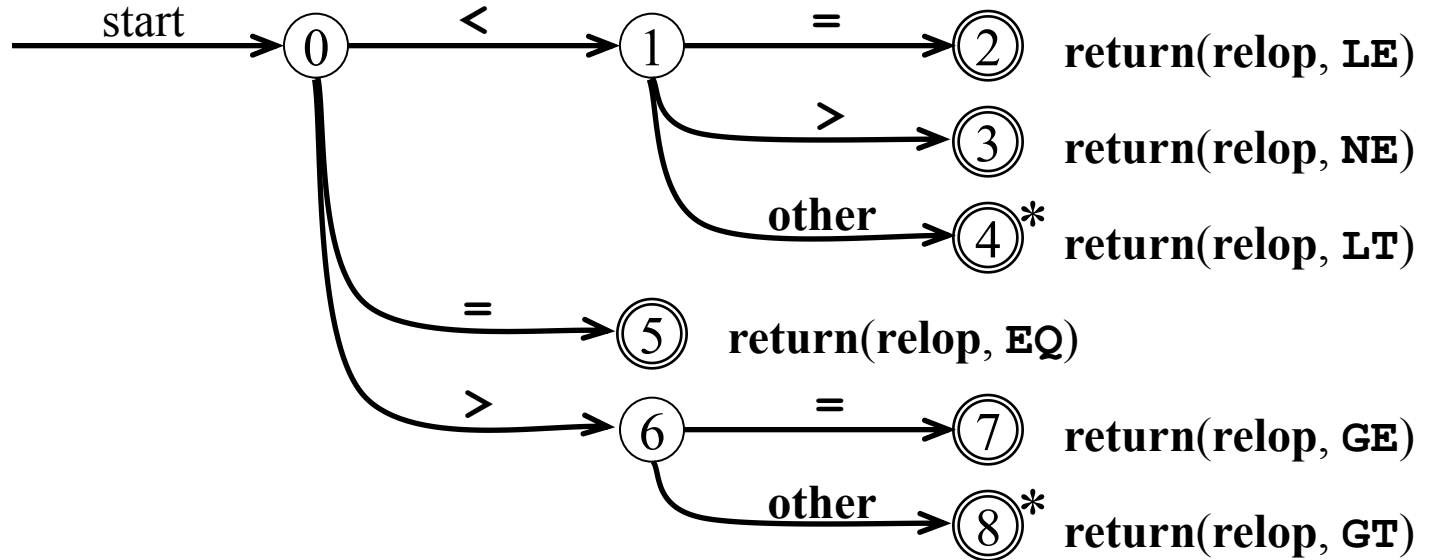 start 0 < 1 = 2 return(relop, LE)
> 3 return(relop, NE)
other 4 * return(relop, LT)
= 5 return(relop, EQ)
> 6 = 7 return(relop, GE)
other 8 * return(relop, GT)